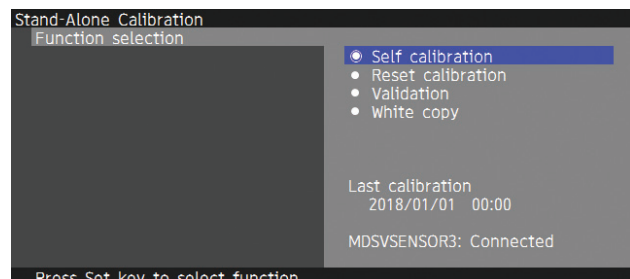 Stand-Alone Calibration
Function selection
Self calibration
Reset calibration
Validation
White copy
Last calibration
2018/01/01 00:00
MDSVSENSOR3: Connected
Press Set key to select function